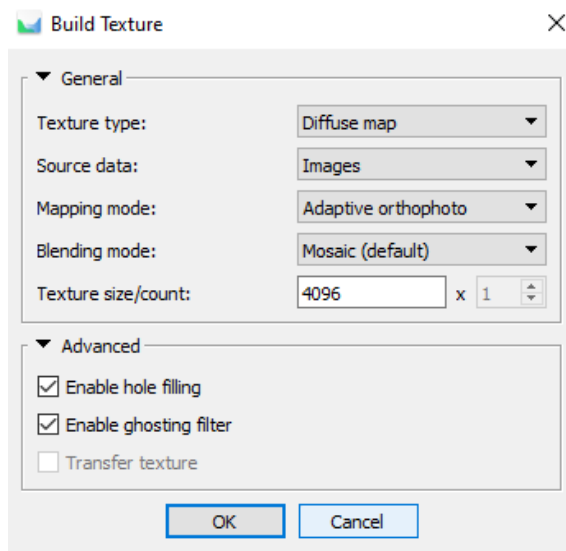 Build Texture
General
Texture type: Diffuse map
Source data: Images
Mapping mode: Adaptive orthophoto
Blending mode: Mosaic (default)
Texture size/count: 4096 x 1
Advanced
Enable hole filling
Enable ghosting filter
Transfer texture
OK Cancel